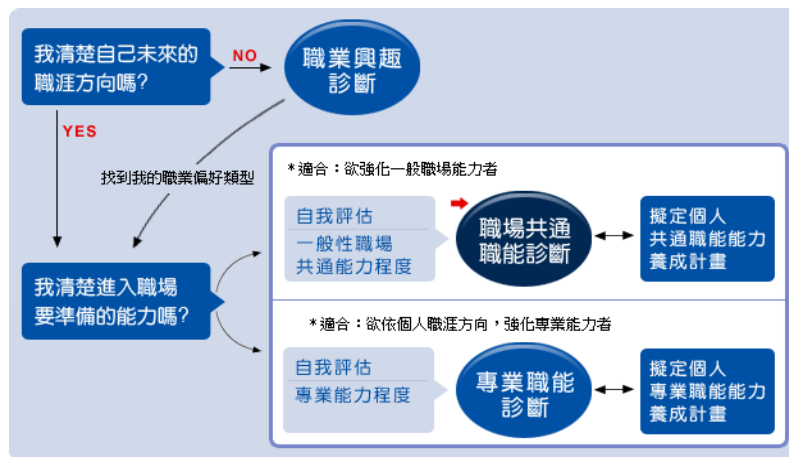 我清楚自己未來的
職涯方向嗎?
NO
職業興趣
診斷
YES
找到我的職業偏好類型
*適合：欲強化一般職場能力者
自我評估
一般性職場
共通能力程度
職場共通
職能診斷
擬定個人
共通職能能力
養成計畫
我清楚進入職場
要準備的能力嗎?
*適合：欲依個人職涯方向，強化專業能力者
自我評估
專業能力程度
專業職能
診斷
擬定個人
專業職能能力
養成計畫